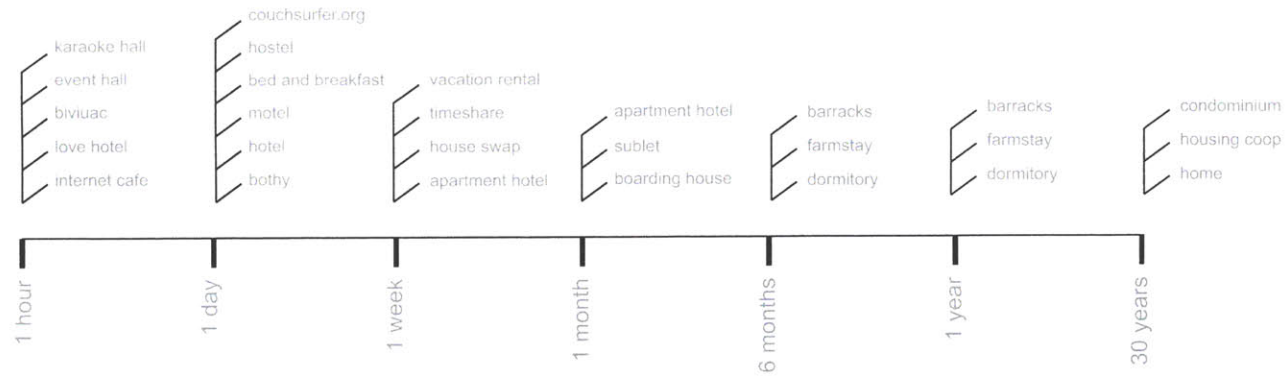 couchsurfer.org
karaoke hall
hostel
event hall
bed and breakfast
vacation rental
biviuac
motel
timeshare
apartment hotel
barracks
barracks
condominium
love hotel
hotel
house swap
sublet
farmstay
farmstay
housing coop
internet cafe
bothy
apartment hotel
boarding house
dormitory
dormitory
home
1 hour
1 day
1 week
1 month
6 months
1 year
30 years